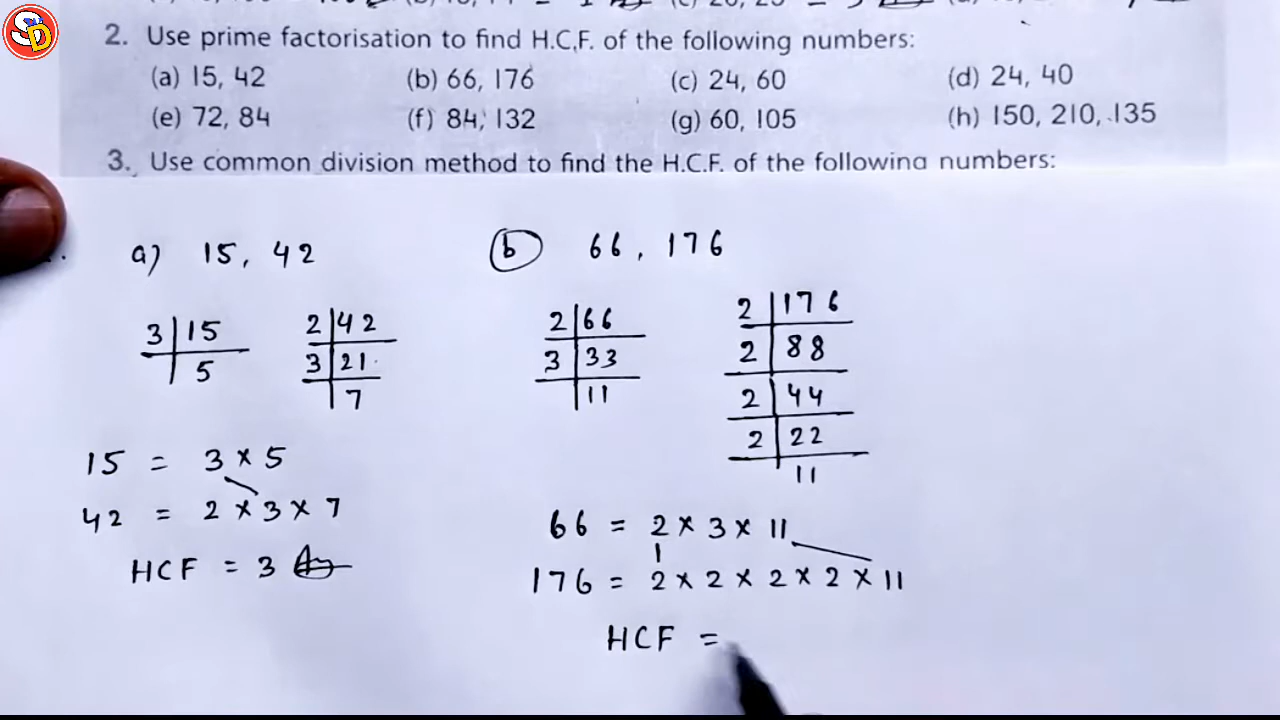 SD
2. Use prime factorisation to find H.C.F. of the following numbers:
(a) 15, 42 (b) 66, 176 (c) 24, 60 (d) 24, 40
(e) 72, 84 (f) 84, 132 (g) 60, 105 (h) 150, 210, 135
3. Use common division method to find the H.C.F. of the following numbers:
a) 15, 42
3 | 15
5
2 | 42
3 | 21
7
15 = 3 × 5
42 = 2 × 3 × 7
HCF = 3 Ans
(b) 66, 176
2 | 66
3 | 33
11
2 | 176
2 | 88
2 | 44
2 | 22
11
66 = 2 × 3 × 11
176 = 2 × 2 × 2 × 2 × 11
HCF =